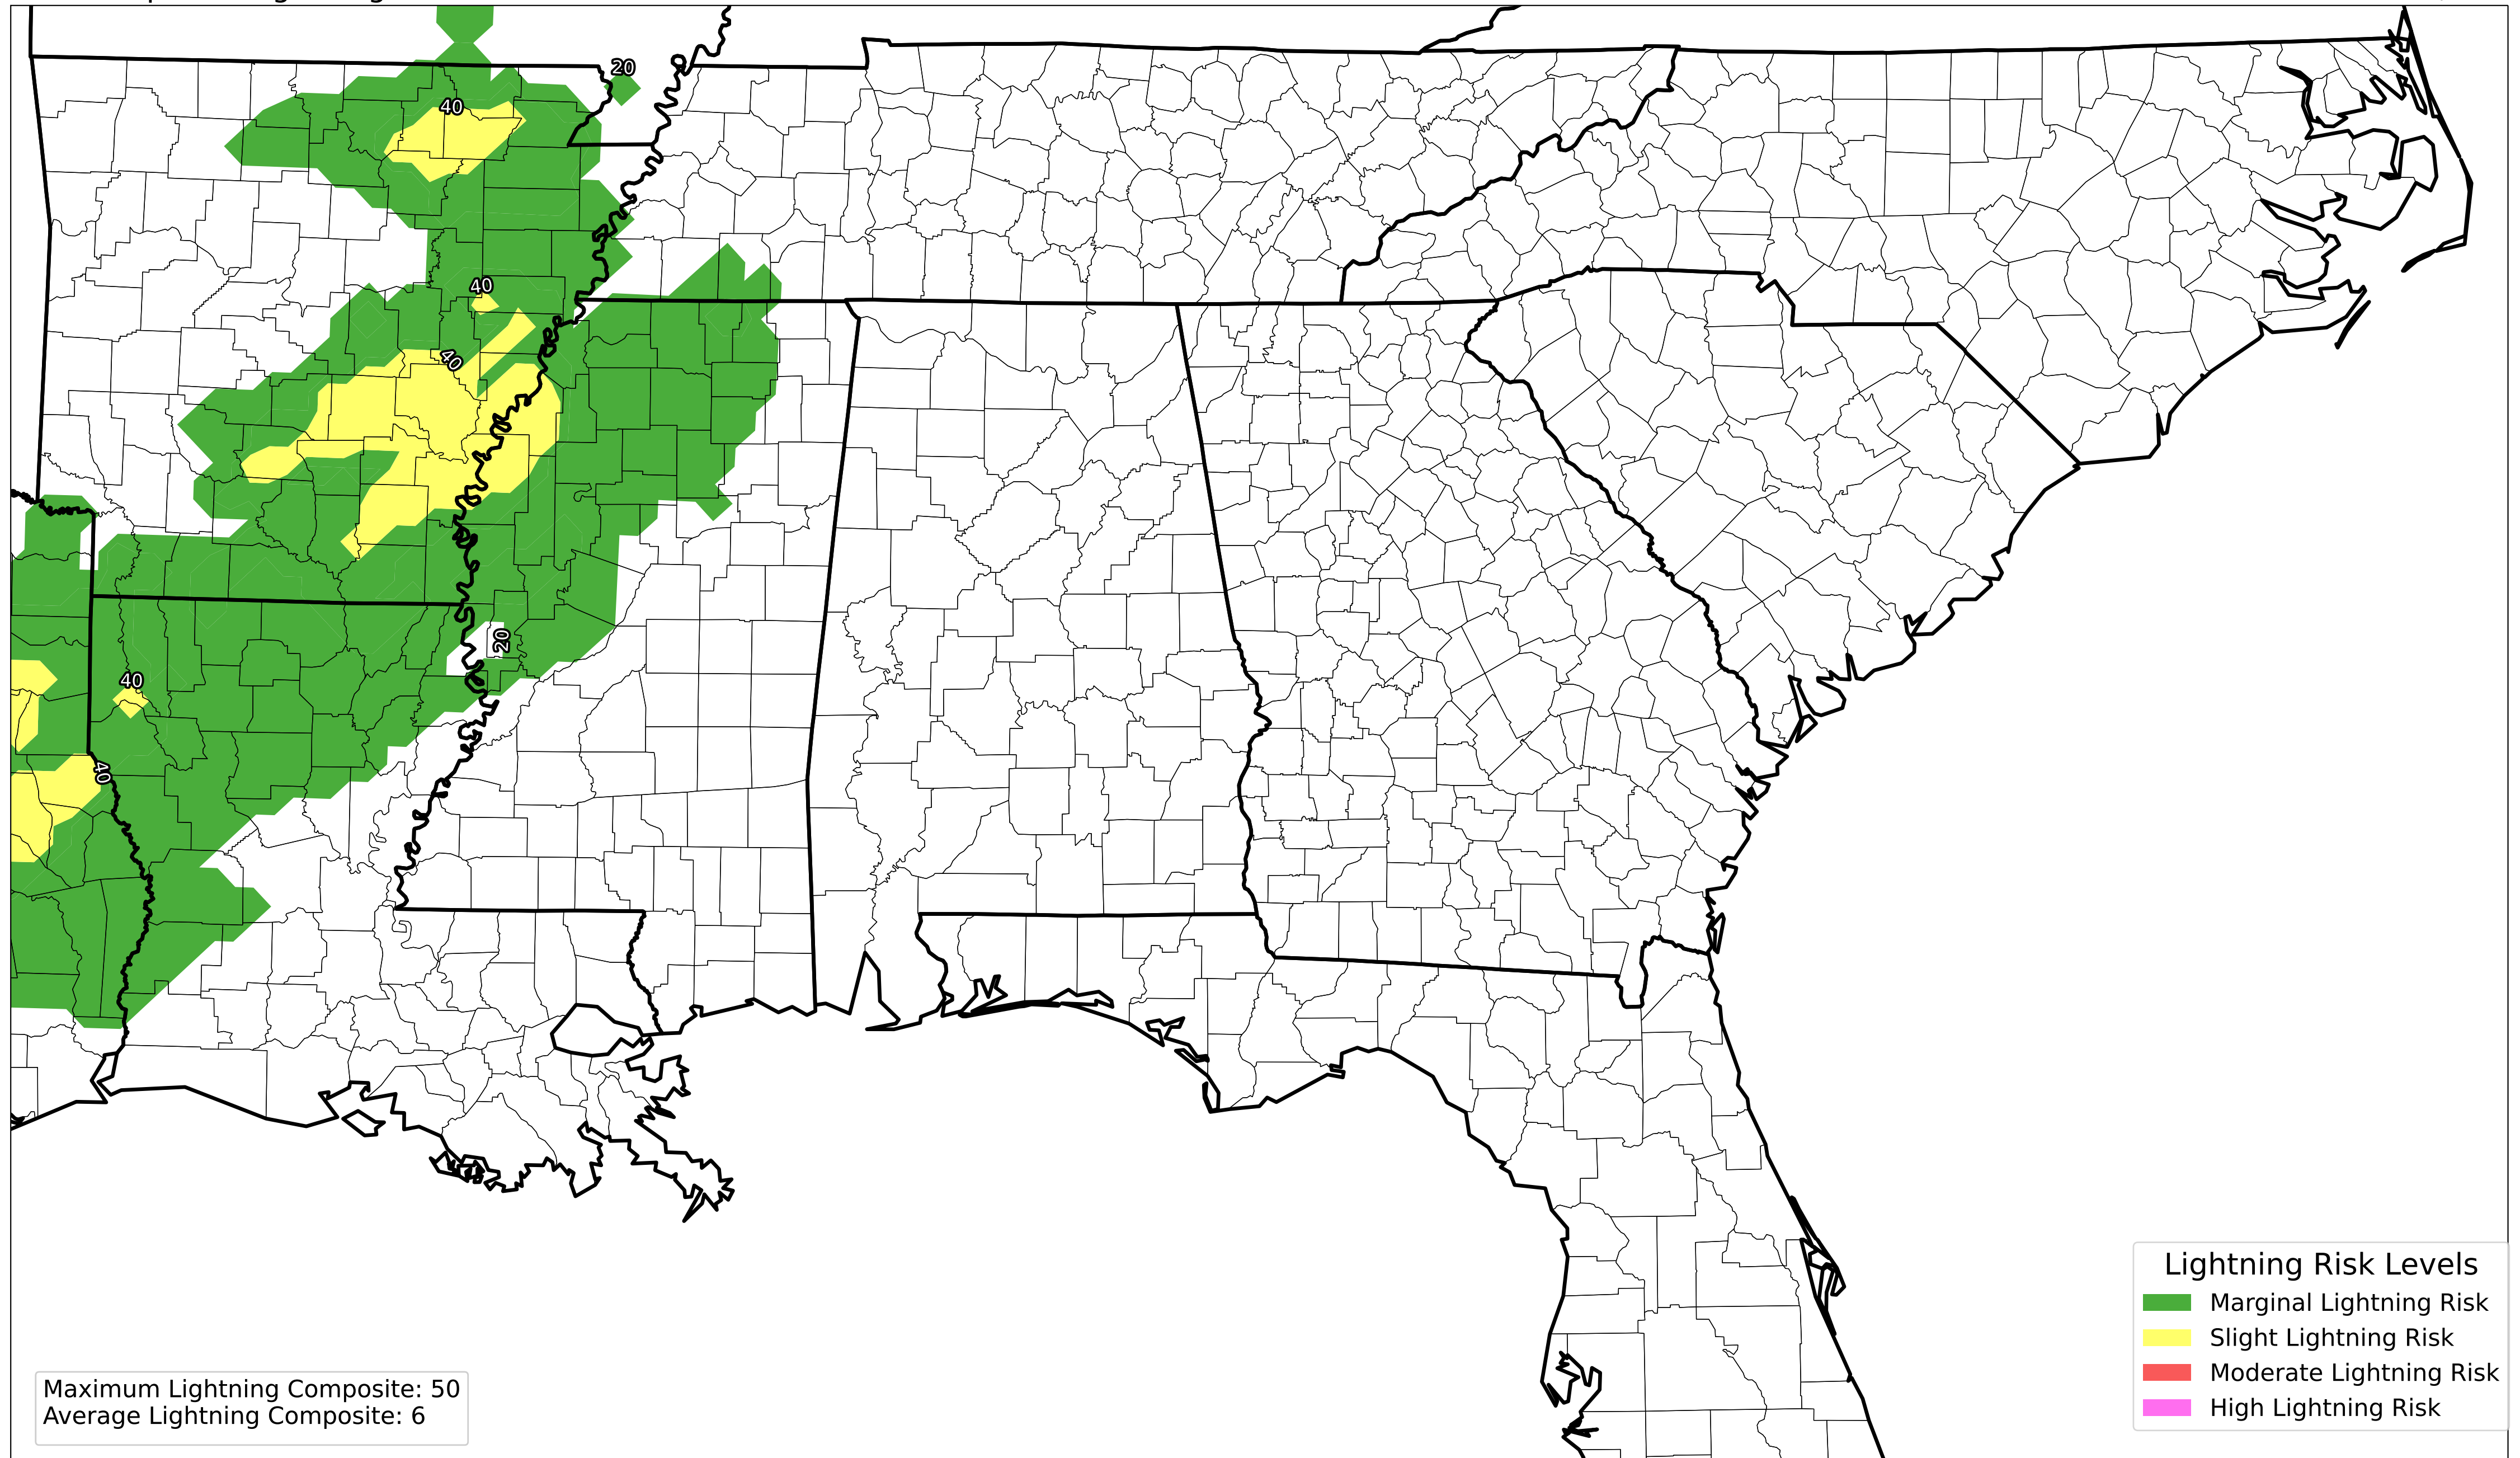 20
40
40
40
20
40
40
Lightning Risk Levels
Marginal Lightning Risk
Slight Lightning Risk
Moderate Lightning Risk
High Lightning Risk
Maximum Lightning Composite: 50
Average Lightning Composite: 6